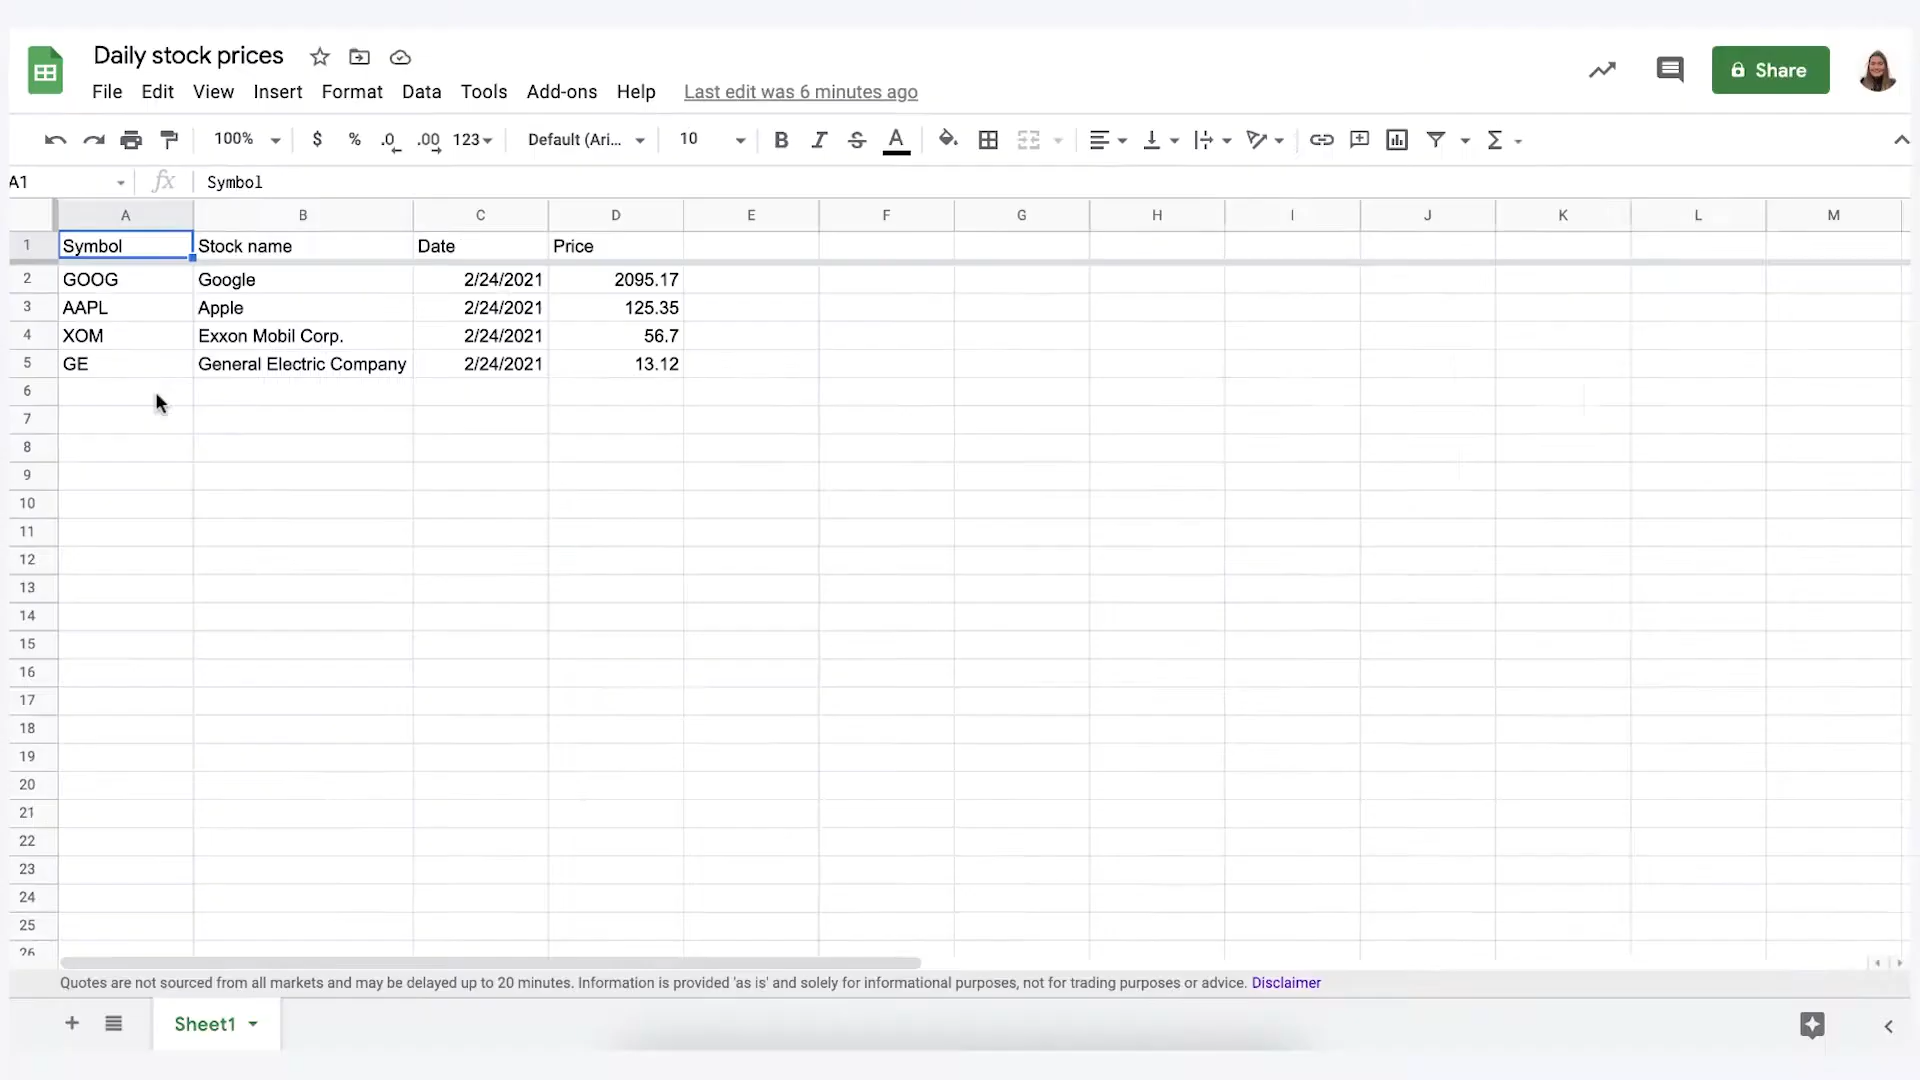 Daily stock prices
File Edit View Insert Format Data Tools Add-ons Help Last edit was 6 minutes ago
Share
100% $ % .0 .00 123 Default (Ari... 10 B I S A
A1 fx Symbol
A B C D E F G H I J K L M
1 Symbol Stock name Date Price
2 GOOG Google 2/24/2021 2095.17
3 AAPL Apple 2/24/2021 125.35
4 XOM Exxon Mobil Corp. 2/24/2021 56.7
5 GE General Electric Company 2/24/2021 13.12
6
7
8
9
10
11
12
13
14
15
16
17
18
19
20
21
22
23
24
25
26
Quotes are not sourced from all markets and may be delayed up to 20 minutes. Information is provided 'as is' and solely for informational purposes, not for trading purposes or advice. Disclaimer
Sheet1